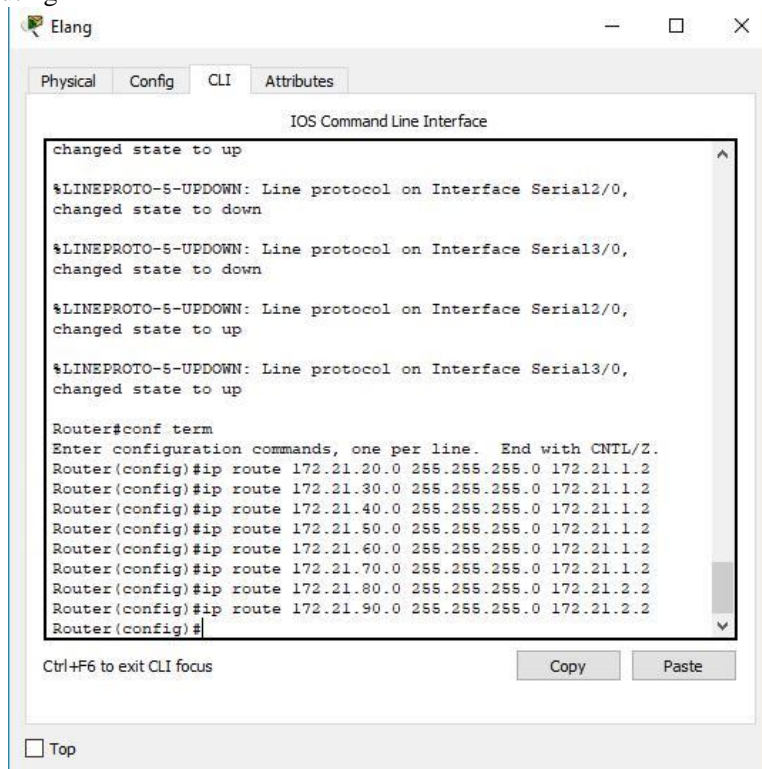 Elang
Physical Config CLI Attributes
IOS Command Line Interface
changed state to up
%LINEPROTO-5-UPDOWN: Line protocol on Interface Serial2/0,
changed state to down
%LINEPROTO-5-UPDOWN: Line protocol on Interface Serial3/0,
changed state to down
%LINEPROTO-5-UPDOWN: Line protocol on Interface Serial2/0,
changed state to up
%LINEPROTO-5-UPDOWN: Line protocol on Interface Serial3/0,
changed state to up
Router#conf term
Enter configuration commands, one per line.  End with CNTL/Z.
Router(config)#ip route 172.21.20.0 255.255.255.0 172.21.1.2
Router(config)#ip route 172.21.30.0 255.255.255.0 172.21.1.2
Router(config)#ip route 172.21.40.0 255.255.255.0 172.21.1.2
Router(config)#ip route 172.21.50.0 255.255.255.0 172.21.1.2
Router(config)#ip route 172.21.60.0 255.255.255.0 172.21.1.2
Router(config)#ip route 172.21.70.0 255.255.255.0 172.21.1.2
Router(config)#ip route 172.21.80.0 255.255.255.0 172.21.2.2
Router(config)#ip route 172.21.90.0 255.255.255.0 172.21.2.2
Router(config)#
Ctrl+F6 to exit CLI focus Copy Paste
Top